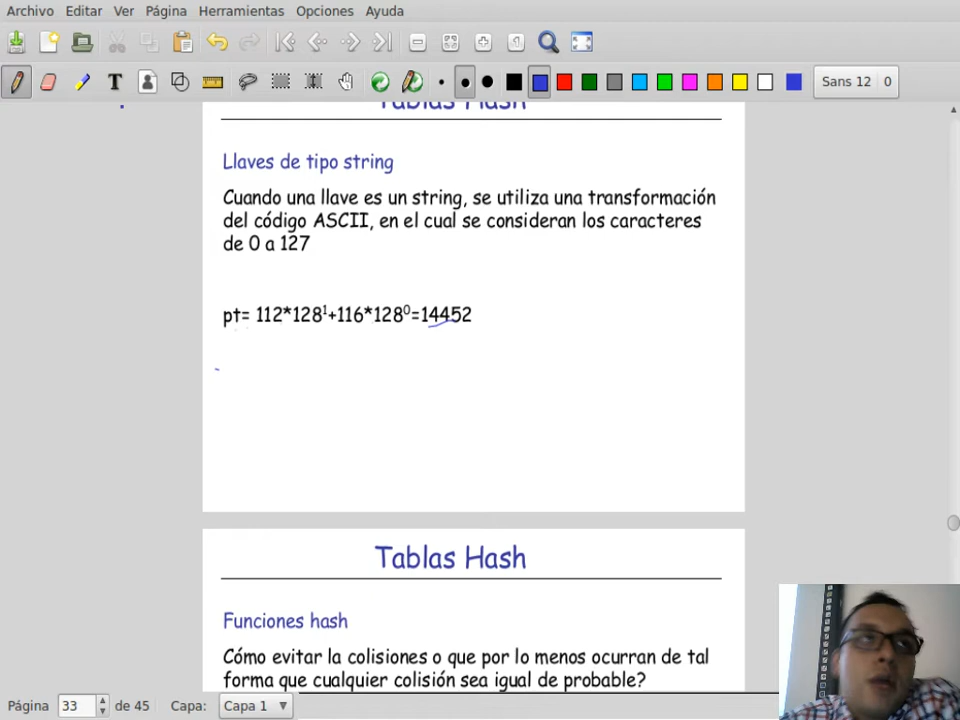 Archivo Editar Ver Página Herramientas Opciones Ayuda
T Sans 12 0
Tablas Hash
Llaves de tipo string
Cuando una llave es un string, se utiliza una transformación
del código ASCII, en el cual se consideran los caracteres
de 0 a 127
pt= 112*128¹+116*128⁰=14452
Tablas Hash
Funciones hash
Cómo evitar la colisiones o que por lo menos ocurran de tal
forma que cualquier colisión sea igual de probable?
Página 33 de 45 Capa: Capa 1